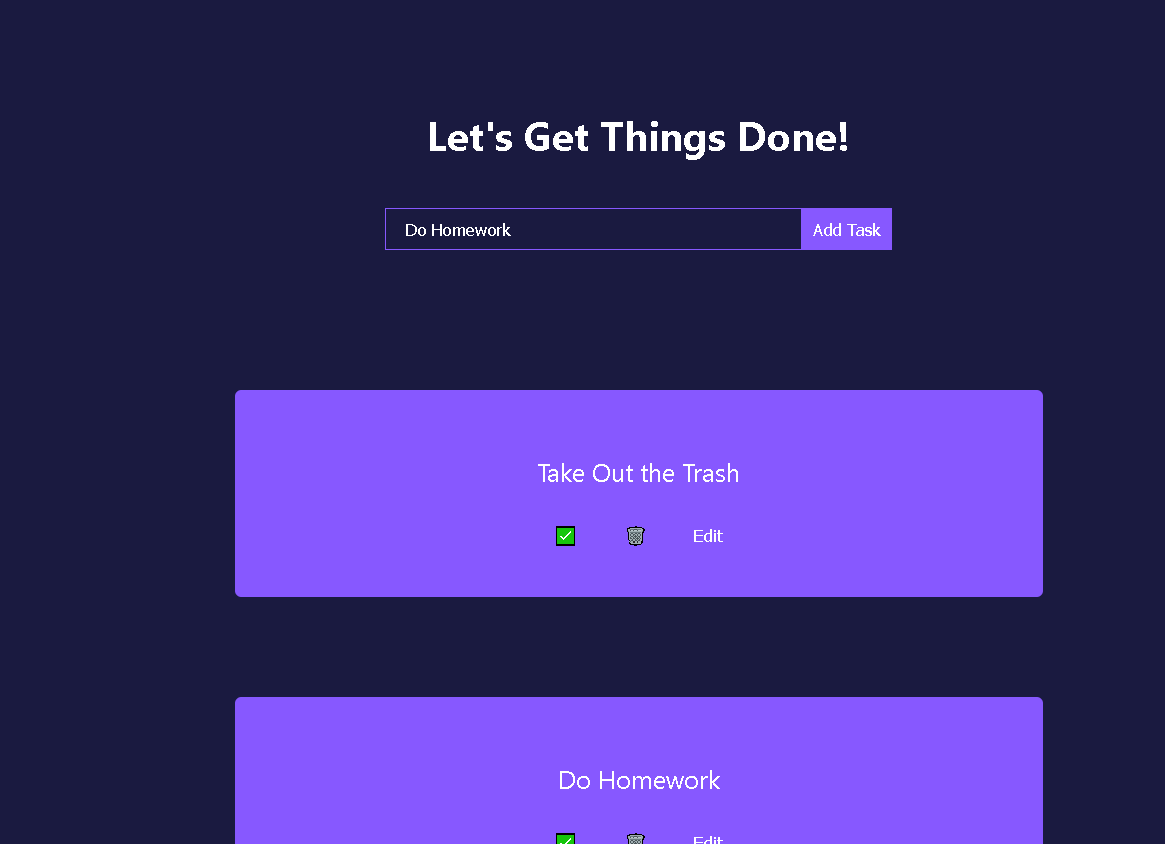 Let's Get Things Done!
Do Homework
Add Task
Take Out the Trash
Edit
Do Homework
Edit